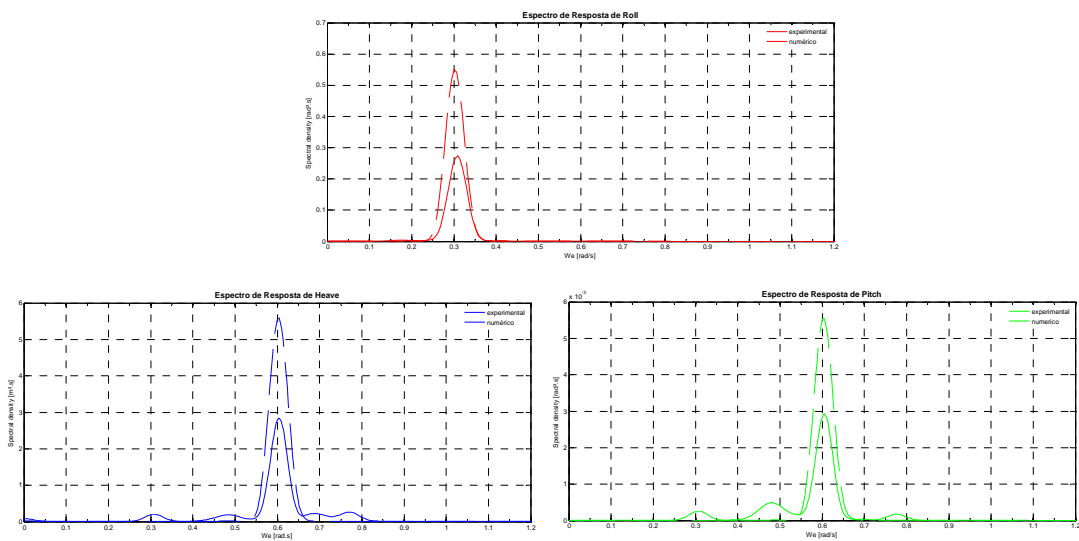 Espectro de Resposta de Roll
0.7
0.6
0.5
0.4
0.3
0.2
0.1
0
Spectral density [rad².s]
experimental
numérico
0 0.1 0.2 0.3 0.4 0.5 0.6 0.7 0.8 0.9 1 1.1 1.2
We [rad/s]
Espectro de Resposta de Heave
6
5
4
3
2
1
0
Spectral density [m².s]
experimental
numérico
0 0.1 0.2 0.3 0.4 0.5 0.6 0.7 0.8 0.9 1 1.1 1.2
We [rad.s]
Espectro de Resposta de Pitch
x 10⁻³
6
5
4
3
2
1
0
Spectral density [rad².s]
experimental
numerico
0 0.1 0.2 0.3 0.4 0.5 0.6 0.7 0.8 0.9 1 1.1 1.2
We [rad/s]